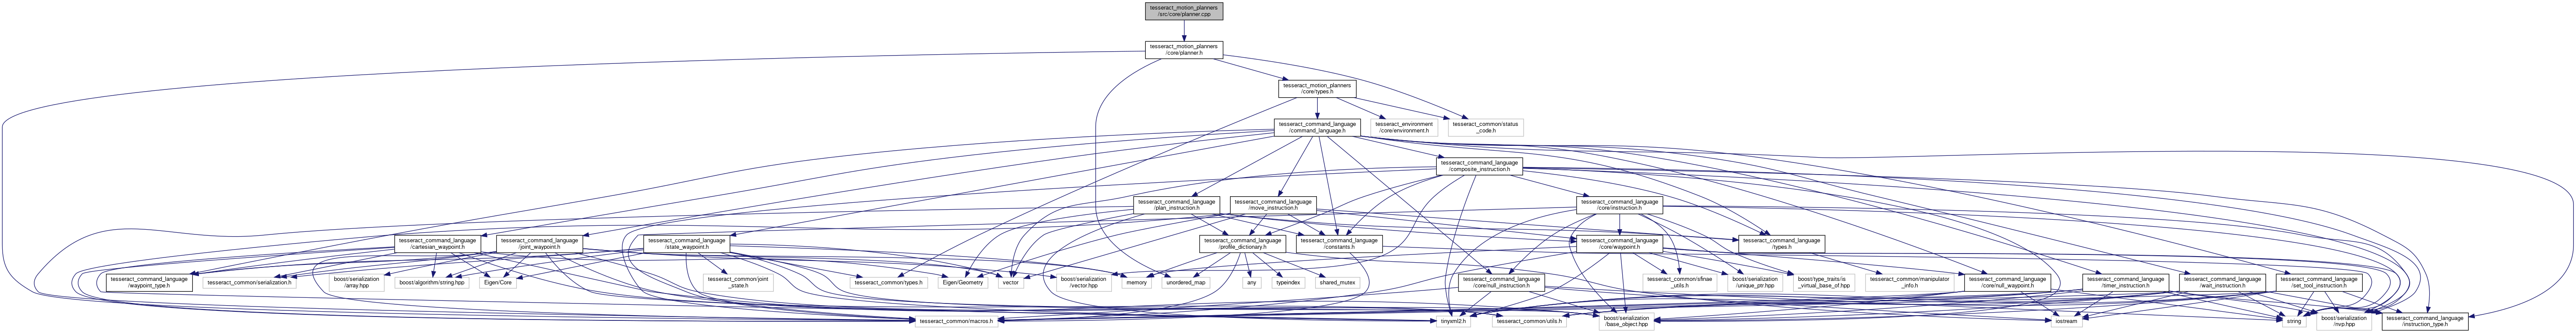 tesseract_motion_planners
/src/core/planner.cpp
tesseract_motion_planners
/core/planner.h
tesseract_motion_planners
/core/types.h
tesseract_command_language
/command_language.h
tesseract_environment
/core/environment.h
tesseract_common/status
_code.h
tesseract_command_language
/composite_instruction.h
tesseract_command_language
/plan_instruction.h
tesseract_command_language
/move_instruction.h
tesseract_command_language
/core/instruction.h
tesseract_command_language
/cartesian_waypoint.h
tesseract_command_language
/joint_waypoint.h
tesseract_command_language
/state_waypoint.h
tesseract_command_language
/profile_dictionary.h
tesseract_command_language
/constants.h
tesseract_command_language
/core/waypoint.h
tesseract_command_language
/types.h
tesseract_command_language
/waypoint_type.h
tesseract_common/serialization.h
boost/serialization
/array.hpp
boost/algorithm/string.hpp
Eigen/Core
tesseract_common/joint
_state.h
tesseract_common/types.h
Eigen/Geometry
vector
boost/serialization
/vector.hpp
memory
unordered_map
any
typeindex
shared_mutex
tesseract_command_language
/core/null_instruction.h
tesseract_common/sfinae
_utils.h
boost/serialization
/unique_ptr.hpp
boost/type_traits/is
_virtual_base_of.hpp
tesseract_common/manipulator
_info.h
tesseract_command_language
/core/null_waypoint.h
tesseract_command_language
/timer_instruction.h
tesseract_command_language
/wait_instruction.h
tesseract_command_language
/set_tool_instruction.h
tesseract_common/macros.h
tinyxml2.h
tesseract_common/utils.h
boost/serialization
/base_object.hpp
iostream
string
boost/serialization
/nvp.hpp
tesseract_command_language
/instruction_type.h